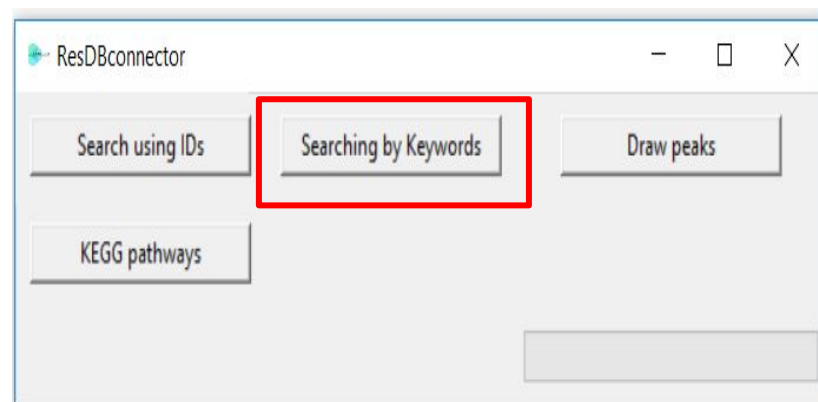 ResDBconnector
Search using IDs
Searching by Keywords
Draw peaks
KEGG pathways